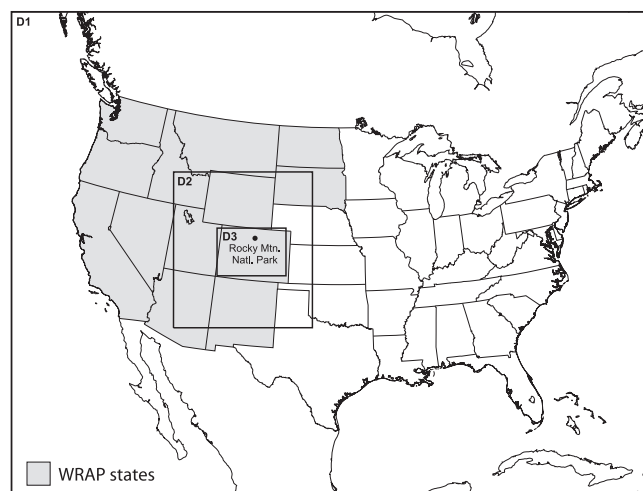 D1
D2
D3
Rocky Mtn.
Natl. Park
WRAP states